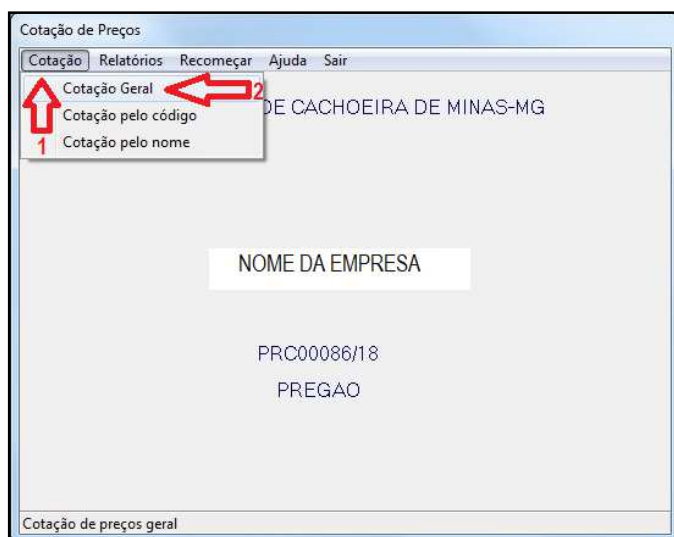 Cotação de Preços
Cotação Relatórios Recomeçar Ajuda Sair
Cotação Geral 2
DE CACHOEIRA DE MINAS-MG
Cotação pelo código
1 Cotação pelo nome
NOME DA EMPRESA
PRC00086/18
PREGAO
Cotação de preços geral